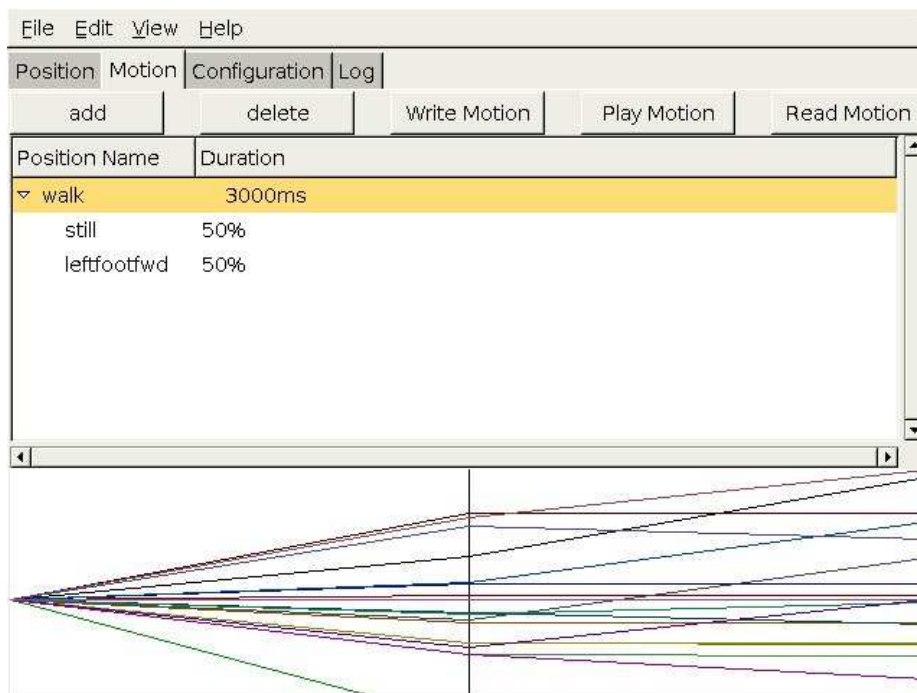 File Edit View Help
Position Motion Configuration Log
add delete Write Motion Play Motion Read Motion
Position Name Duration
walk 3000ms
still 50%
leftfootfwd 50%